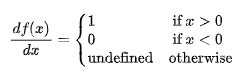 df(x)/dx = { 1 if x > 0
0 if x < 0
undefined otherwise